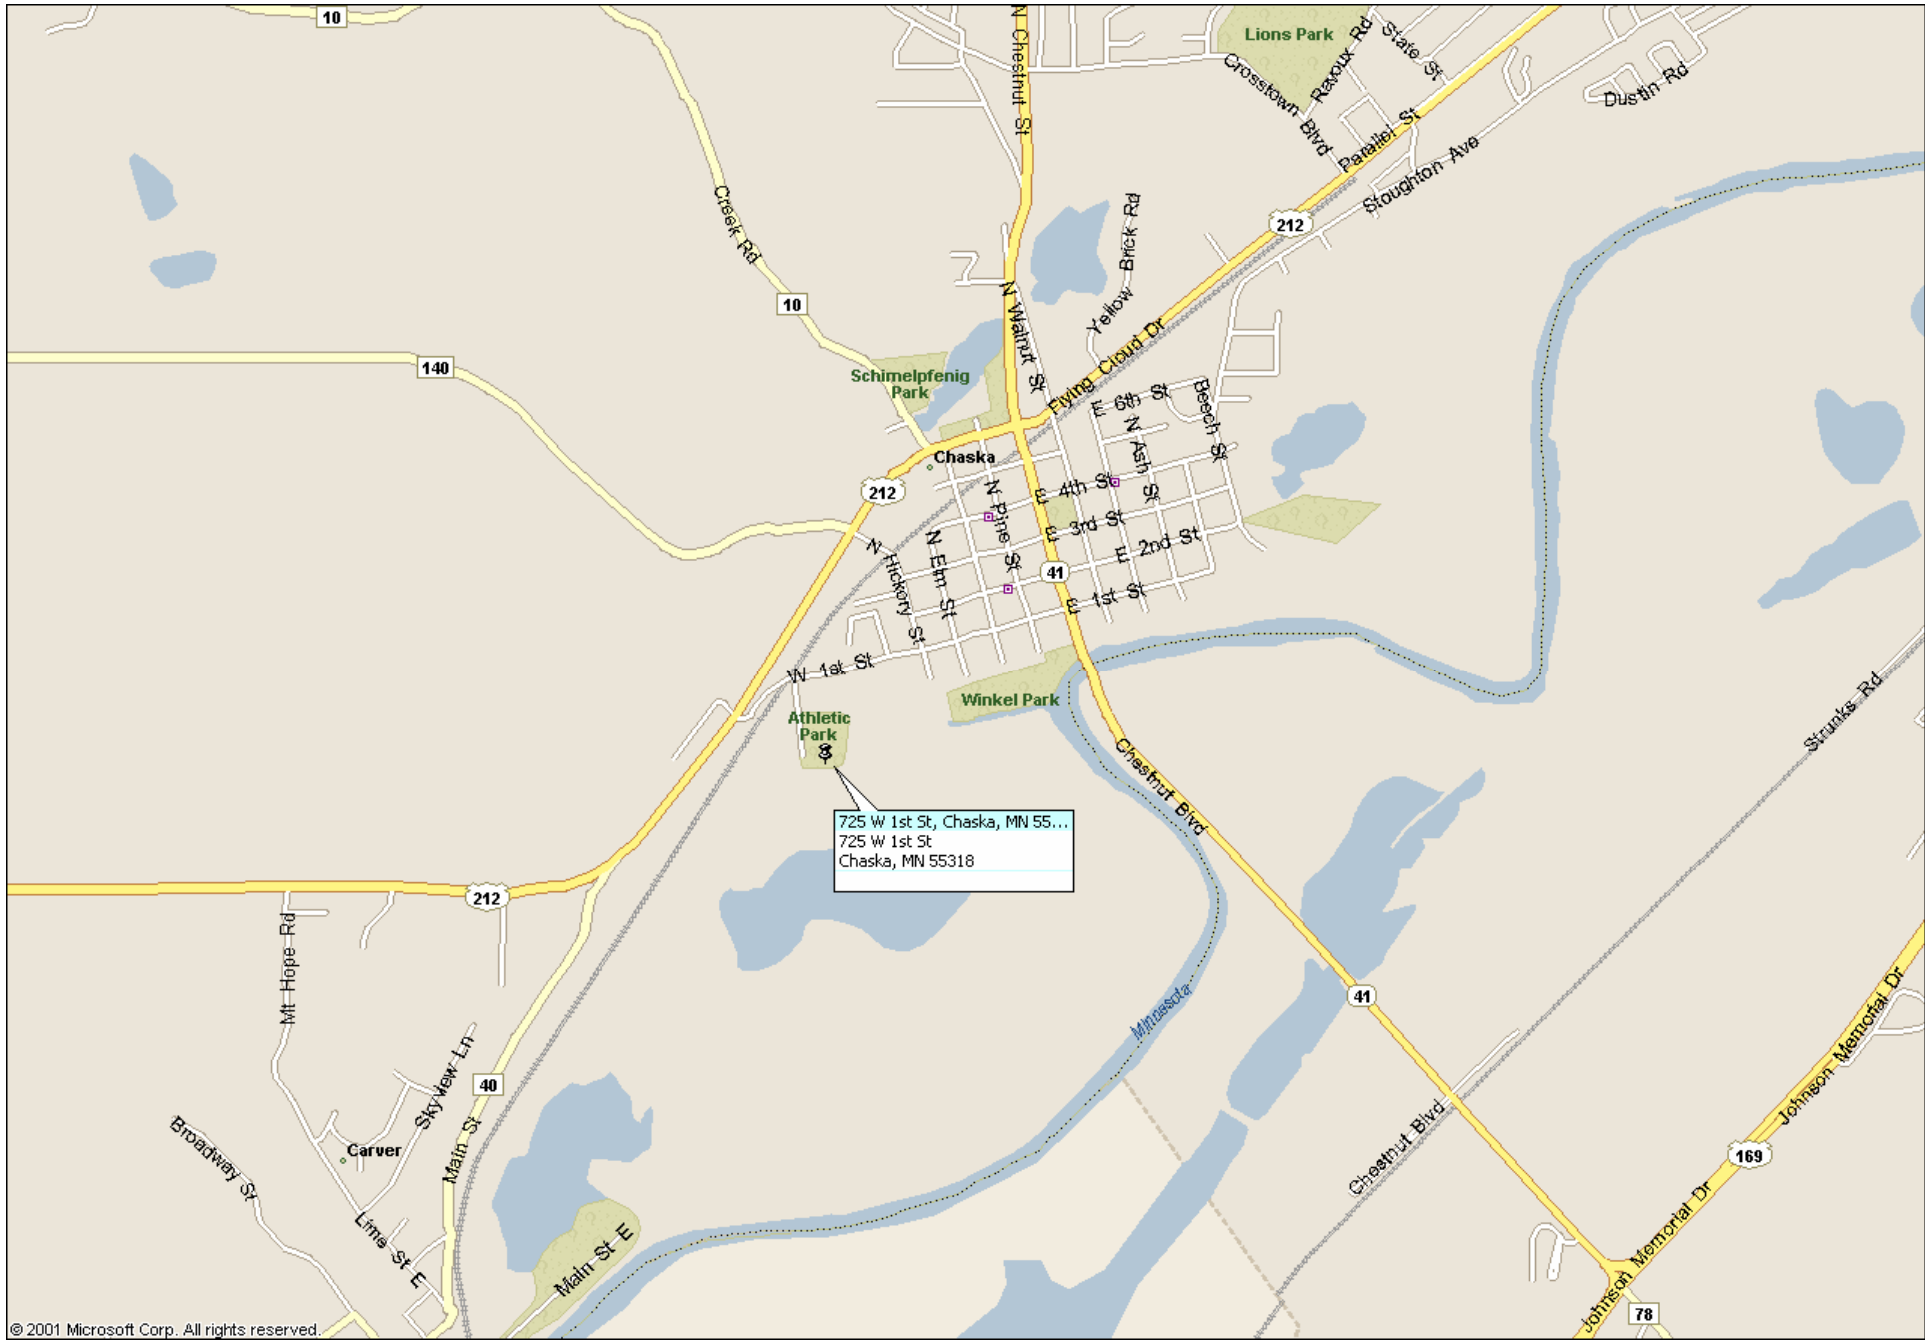 10
N Chestnut St
Lions Park
Crosstown Blvd
Rayoux Rd
State St
Dustin Rd
Parallel St
Stoughton Ave
212
Creek Rd
Yellow Brick Rd
10
N Walnut St
Flying Cloud Dr
140
Schimelpfenig
Park
E 6th St
Beech St
N Ash St
Chaska
212
N Pine St
E 4th St
E 3rd St
E 2nd St
N Hickory St
N Elm St
41
E 1st St
W 1st St
Winkel Park
Athletic
Park
Strunks Rd
Chestnut Blvd
725 W 1st St, Chaska, MN 55...
725 W 1st St
Chaska, MN 55318
212
Mt Hope Rd
Minnesota
41
Johnson Memorial Dr
Skyview Ln
40
Main St
Chestnut Blvd
Broadway St
Carver
169
Lime St E
Main St E
Johnson Memorial Dr
78
© 2001 Microsoft Corp. All rights reserved.